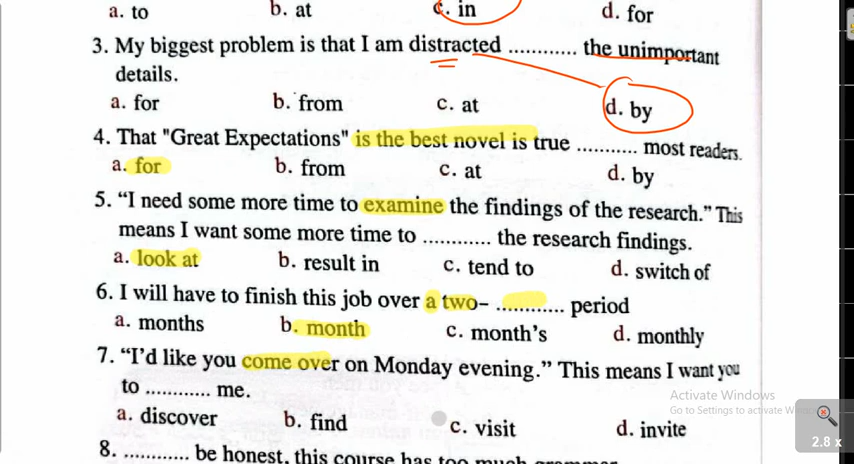 a. to b. at c. in d. for
3. My biggest problem is that I am distracted ............ the unimportant
details.
a. for b. from c. at d. by
4. That "Great Expectations" is the best novel is true ........... most readers.
a. for b. from c. at d. by
5. “I need some more time to examine the findings of the research.” This
means I want some more time to ............ the research findings.
a. look at b. result in c. tend to d. switch of
6. I will have to finish this job over a two– ............ period
a. months b. month c. month’s d. monthly
7. “I’d like you come over on Monday evening.” This means I want you
to ............ me.
a. discover b. find c. visit d. invite
8. ............ be honest, this course has too much
Activate Windows
Go to Settings to activate
2.8 x